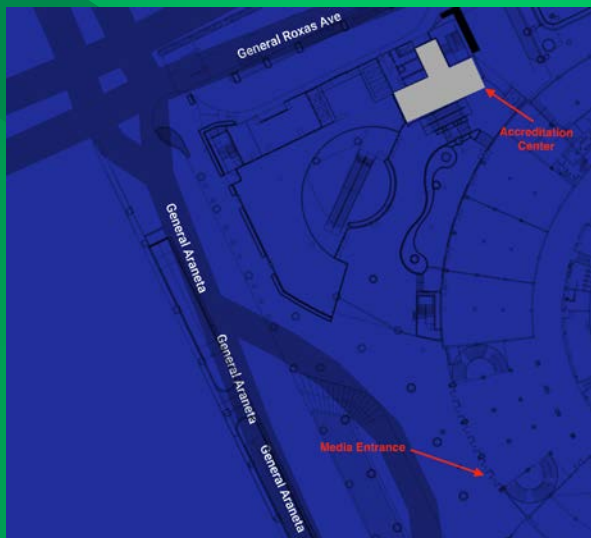 General Roxas Ave
Accreditation
Center
General Araneta
General Araneta
Media Entrance
General Araneta